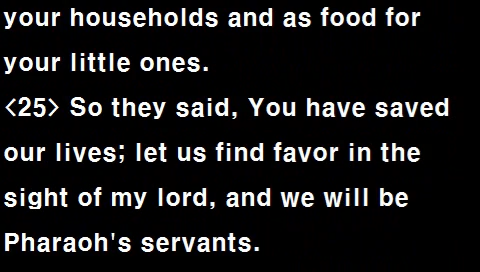 your households and as food for
your little ones.
<25> So they said, You have saved
our lives; let us find favor in the
sight of my lord, and we will be
Pharaoh's servants.